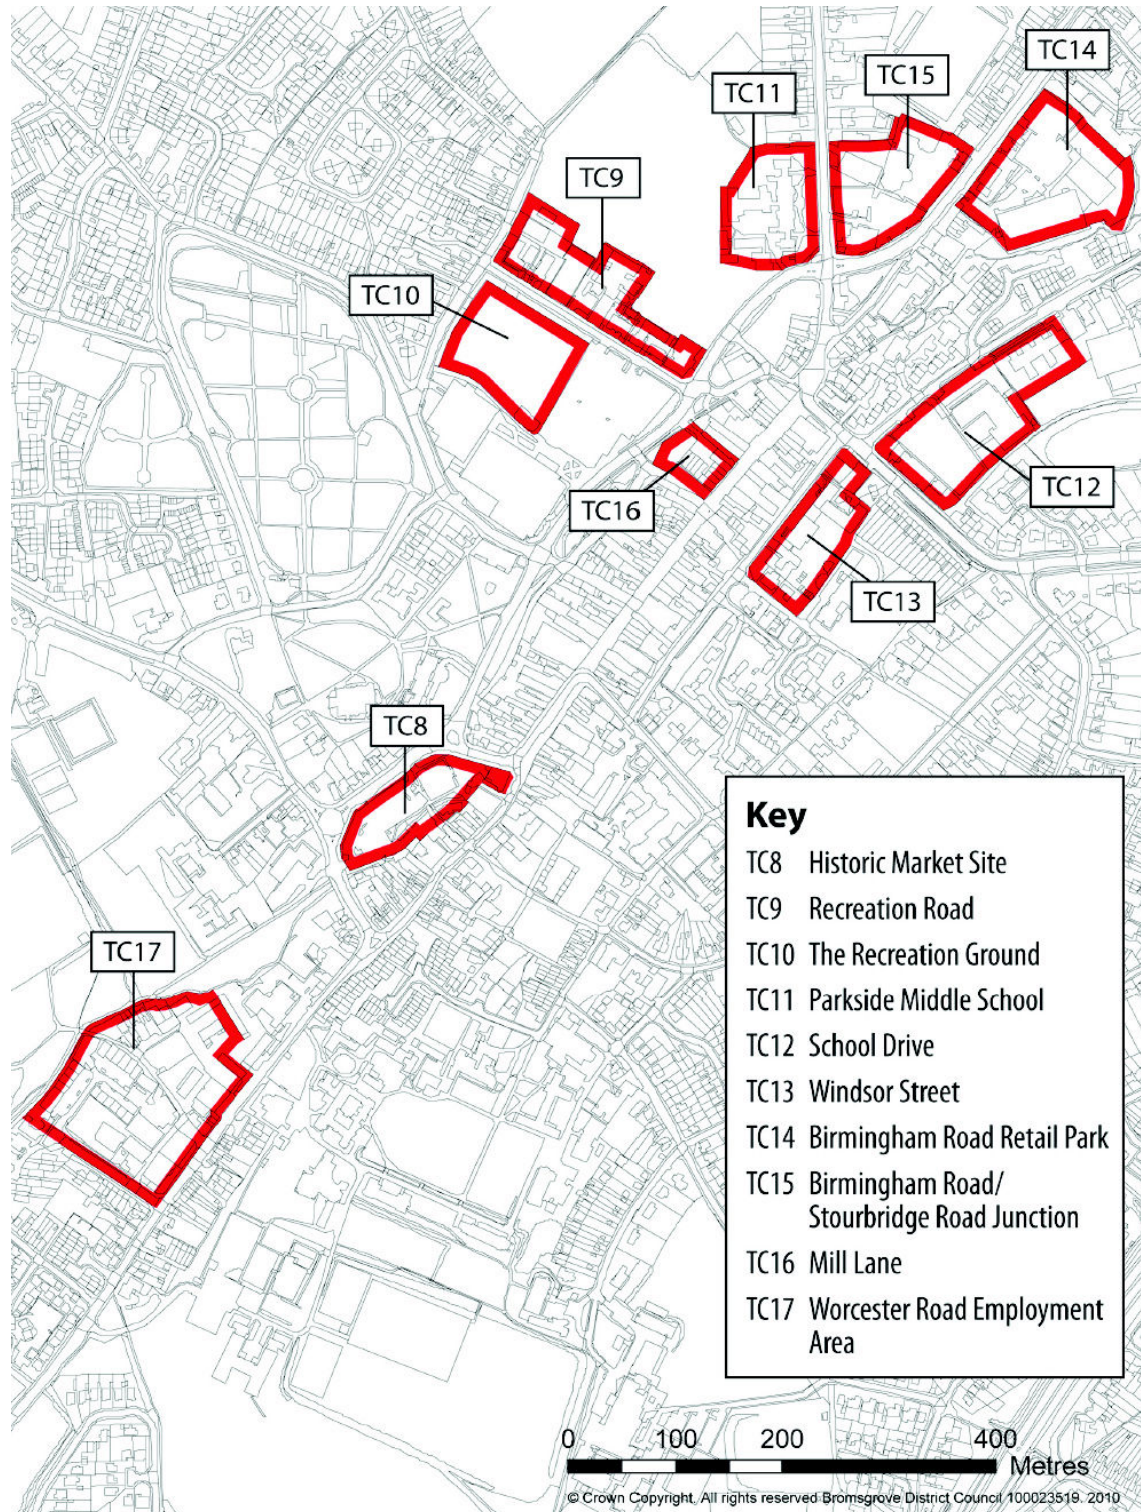 TC14
TC15
TC11
TC9
TC10
TC12
TC16
TC13
TC8
TC17
Key
TC8 Historic Market Site
TC9 Recreation Road
TC10 The Recreation Ground
TC11 Parkside Middle School
TC12 School Drive
TC13 Windsor Street
TC14 Birmingham Road Retail Park
TC15 Birmingham Road/
Stourbridge Road Junction
TC16 Mill Lane
TC17 Worcester Road Employment
Area
0 100 200 400
Metres
© Crown Copyright. All rights reserved Bromsgrove District Council 100023519. 2010